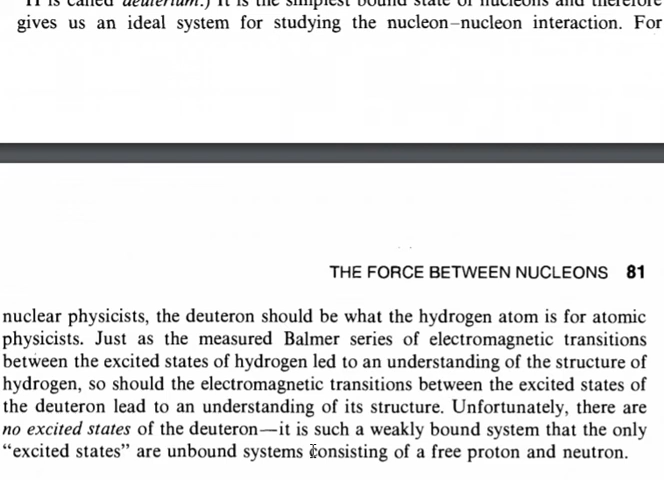 is called deuterium.) It is the simplest bound state of nucleons and therefore
gives us an ideal system for studying the nucleon–nucleon interaction. For
THE FORCE BETWEEN NUCLEONS 81
nuclear physicists, the deuteron should be what the hydrogen atom is for atomic
physicists. Just as the measured Balmer series of electromagnetic transitions
between the excited states of hydrogen led to an understanding of the structure of
hydrogen, so should the electromagnetic transitions between the excited states of
the deuteron lead to an understanding of its structure. Unfortunately, there are
no excited states of the deuteron—it is such a weakly bound system that the only
“excited states” are unbound systems consisting of a free proton and neutron.